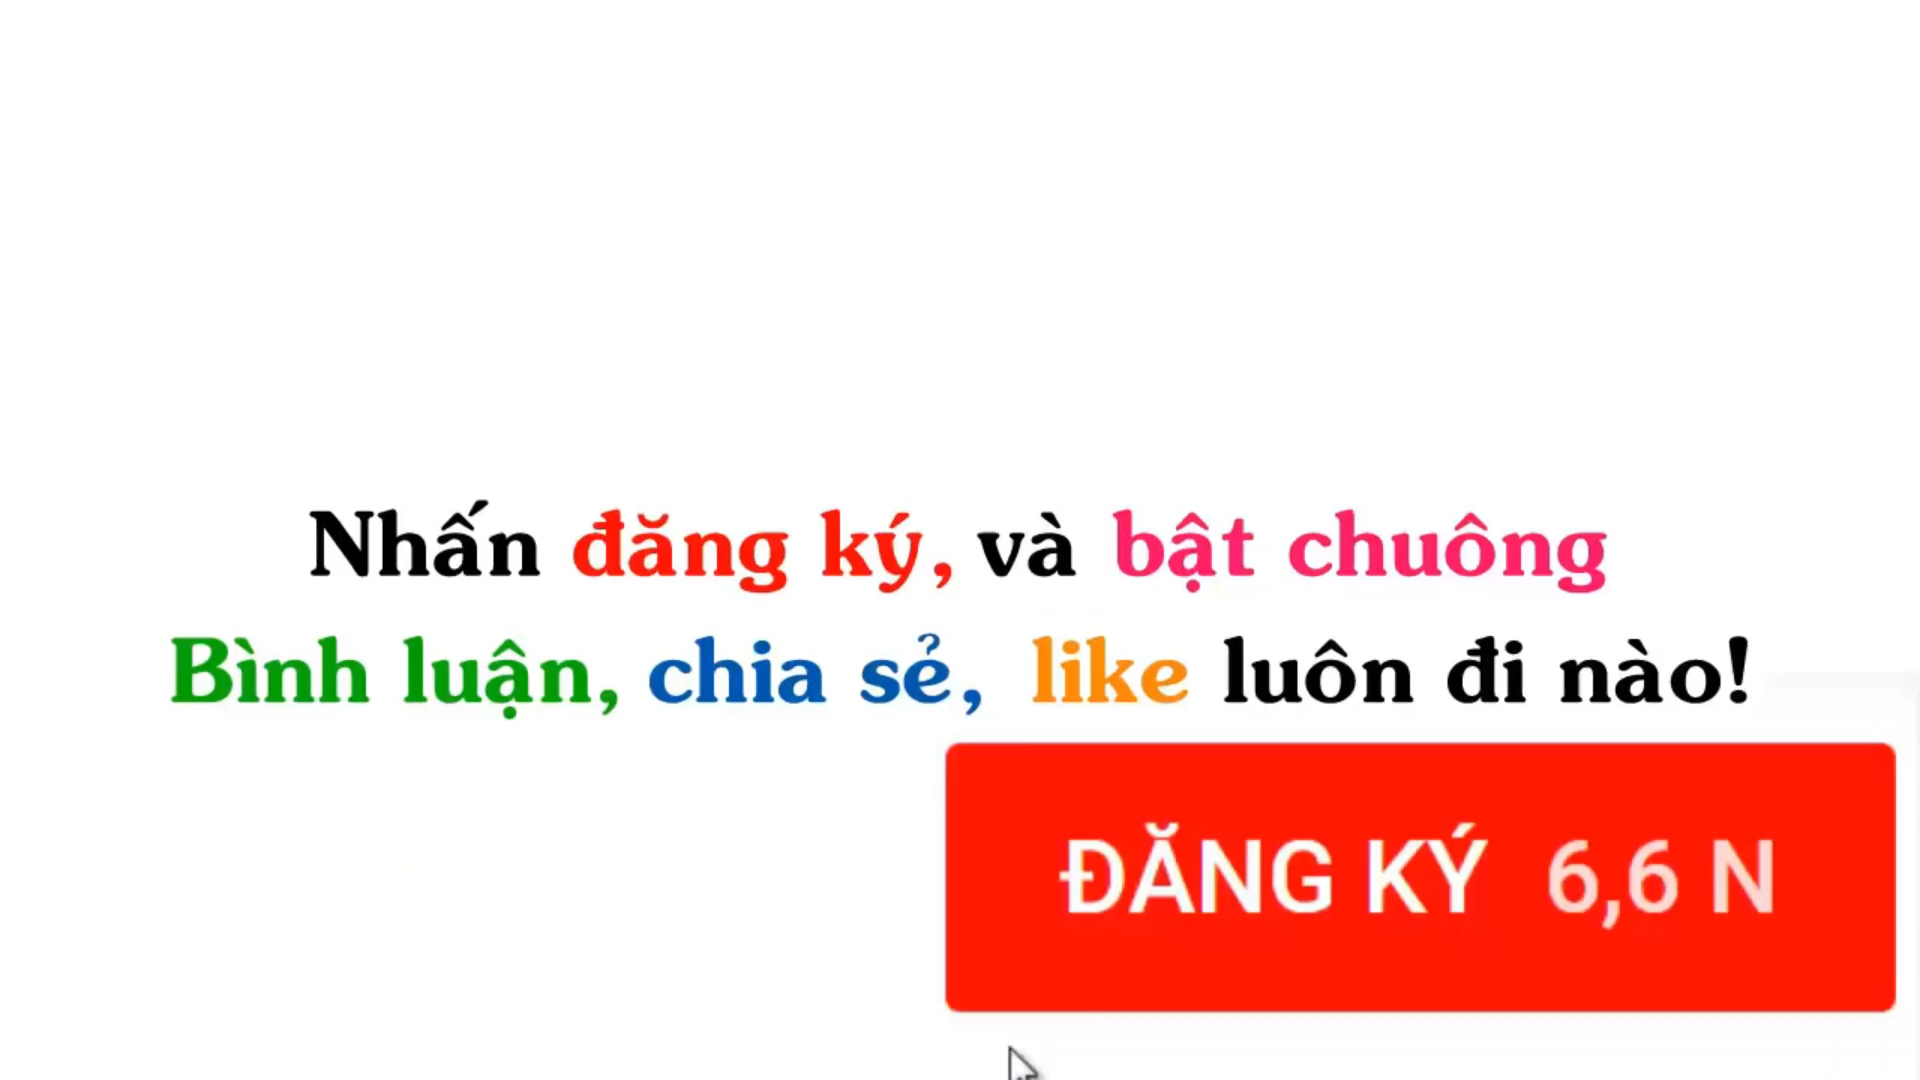 Nhấn đăng ký, và bật chuông
Bình luận, chia sẻ, like luôn đi nào!
ĐĂNG KÝ 6,6 N